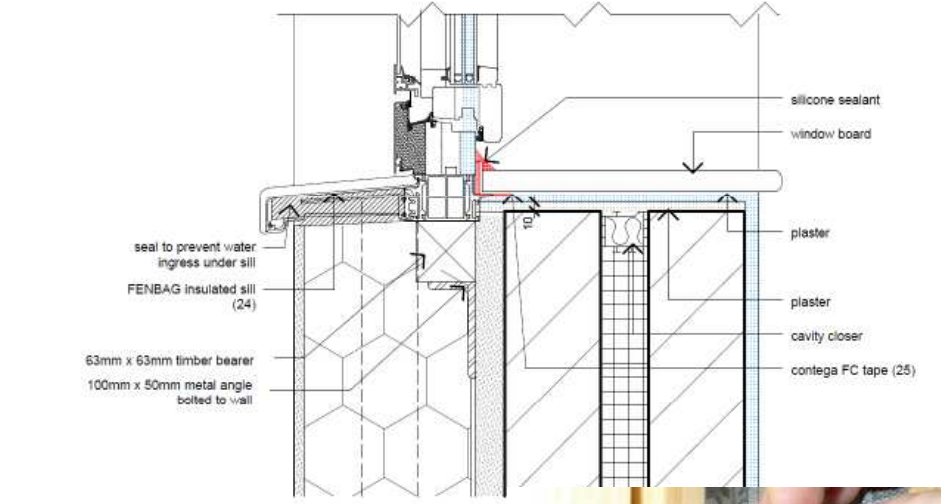 silicone sealant
window board
10
plaster
seal to prevent water
ingress under sill
FENBAG insulated sill
(24)
plaster
cavity closer
63mm x 63mm timber bearer
contega FC tape (25)
100mm x 50mm metal angle
bolted to wall